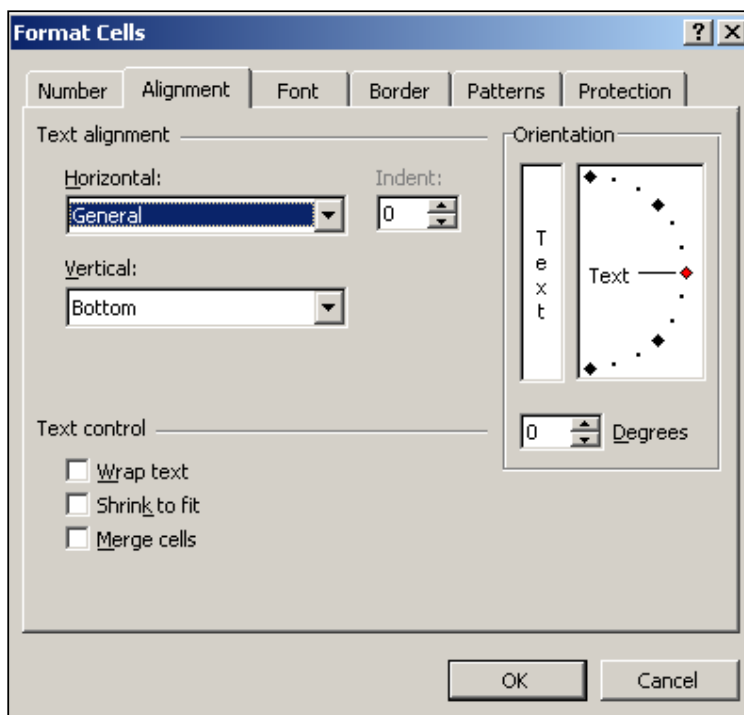 Format Cells
Number Alignment Font Border Patterns Protection
Text alignment
Horizontal: Indent:
General 0
Vertical:
Bottom
Orientation
Text
Text
0 Degrees
Text control
Wrap text
Shrink to fit
Merge cells
OK Cancel